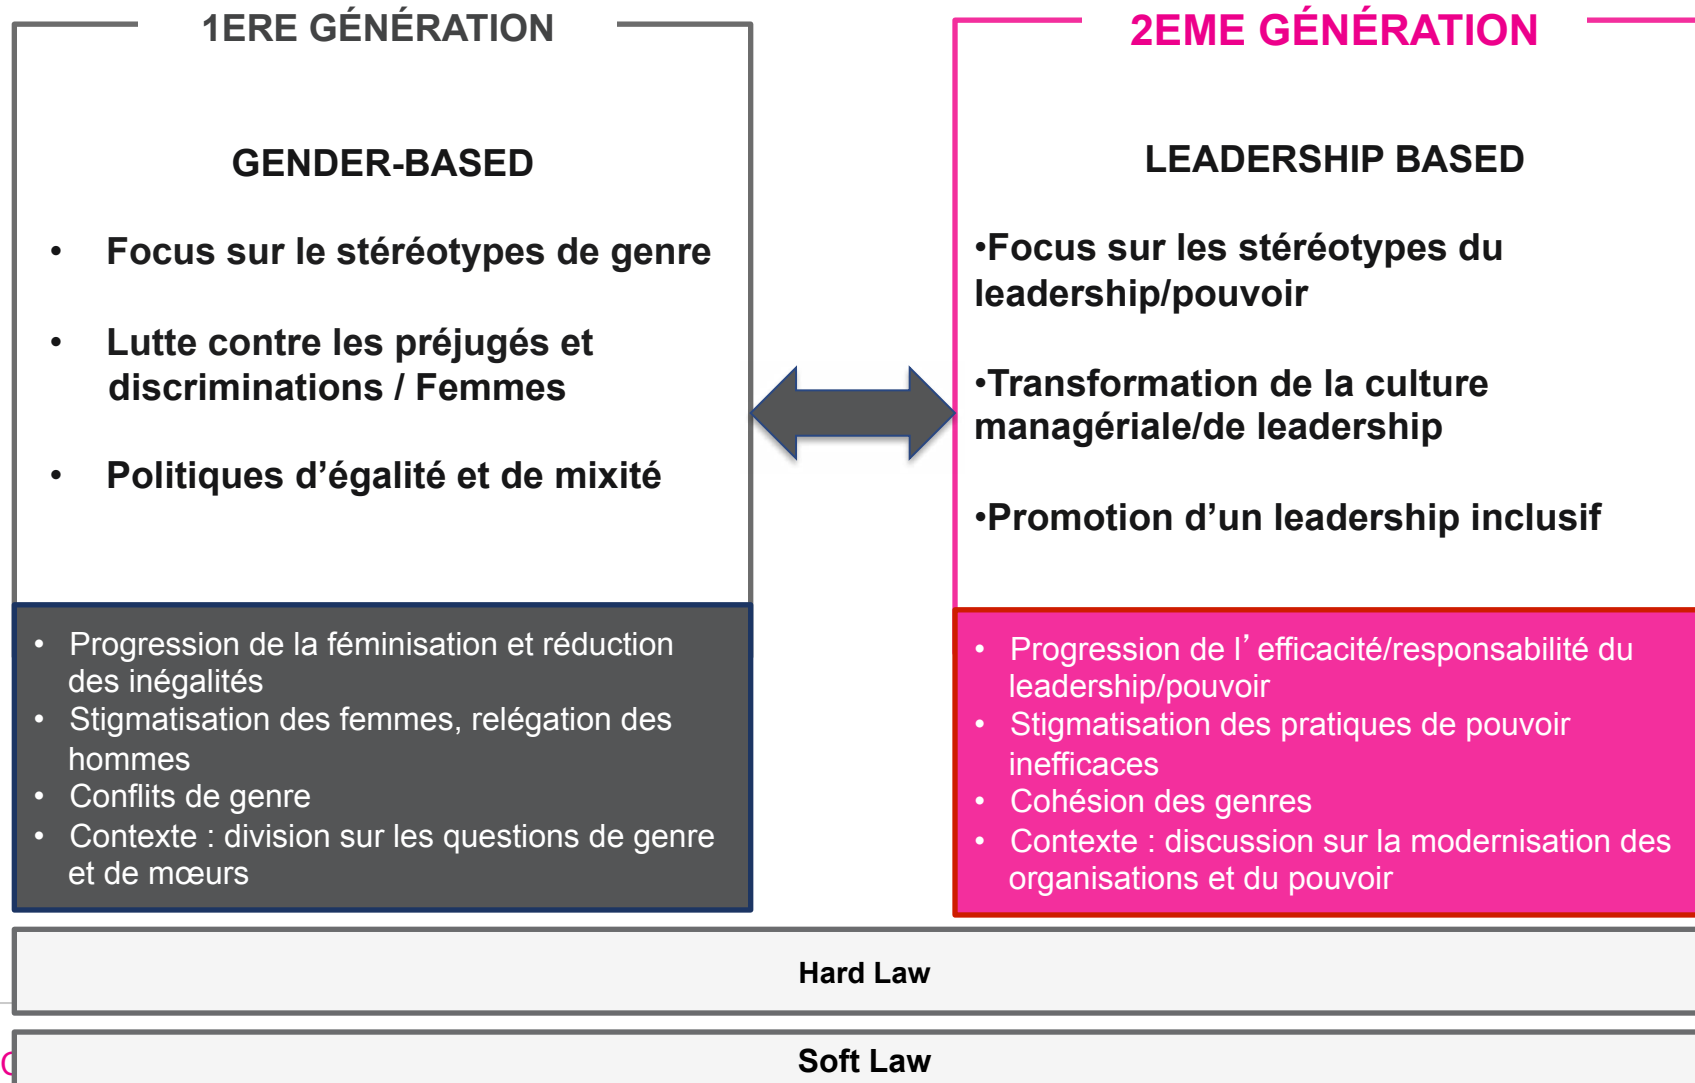 1ERE GÉNÉRATION
GENDER-BASED
• Focus sur le stéréotypes de genre
• Lutte contre les préjugés et
discriminations / Femmes
• Politiques d’égalité et de mixité
• Progression de la féminisation et réduction
des inégalités
• Stigmatisation des femmes, relégation des
hommes
• Conflits de genre
• Contexte : division sur les questions de genre
et de mœurs
2EME GÉNÉRATION
LEADERSHIP BASED
•Focus sur les stéréotypes du
leadership/pouvoir
•Transformation de la culture
managériale/de leadership
•Promotion d’un leadership inclusif
• Progression de l’ efficacité/responsabilité du
leadership/pouvoir
• Stigmatisation des pratiques de pouvoir
inefficaces
• Cohésion des genres
• Contexte : discussion sur la modernisation des
organisations et du pouvoir
Hard Law
Soft Law